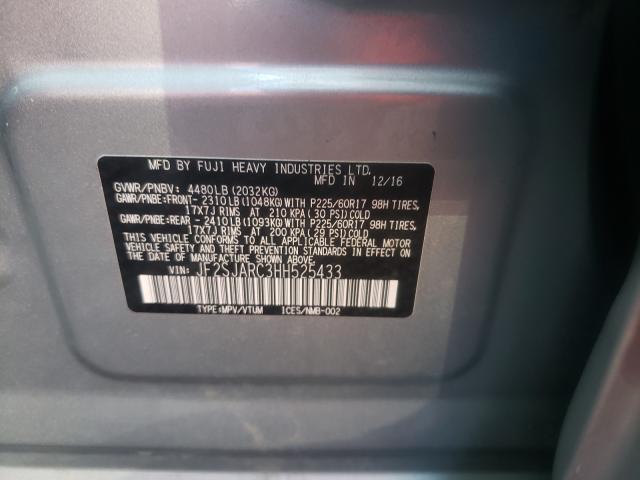 MFD BY FUJI HEAVY INDUSTRIES LTD.
MADE IN JAPAN 12/16
GVWR/PNBV: 4480LB (2032KG)
GAWR/PNBE:FRONT- 2310LB(1048KG)WITH P225/60R17 98H TIRES,
17X7J RIMS AT 210 KPA (30 PSI)COLD
GAWR/PNBE:REAR -2410LB(1093KG)WITH P225/60R17 98H TIRES,
17X7J RIMS AT 200 KPA (29 PSI)COLD
THIS VEHICLE CONFORMS TO ALL APPLICABLE FEDERAL MOTOR
VEHICLE SAFETY, BUMPER, AND THEFT PREVENTION STANDARDS IN EFFECT ON
THE DATE OF MANUFACTURE SHOWN ABOVE.
VIN: JF2SJARC3HH525433
TYPE:MPV/VTUM ICES/NMB-002